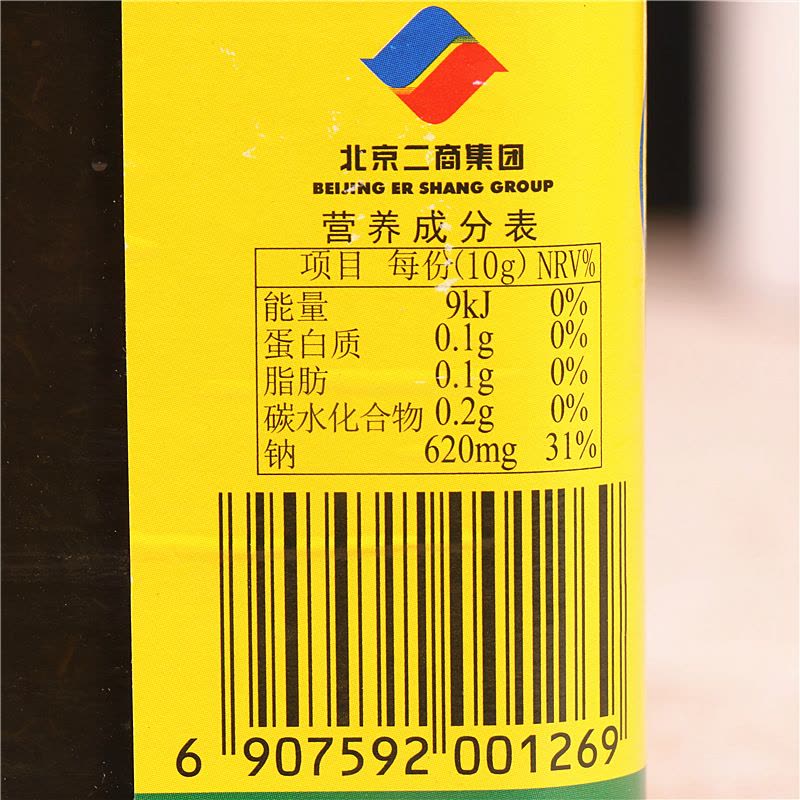 北京二商集团
BEIJING ER SHANG GROUP
营养成分表
项目 每份(10g) NRV%
能量 9kJ 0%
蛋白质 0.1g 0%
脂肪 0.1g 0%
碳水化合物 0.2g 0%
钠 620mg 31%
6 907592 001269